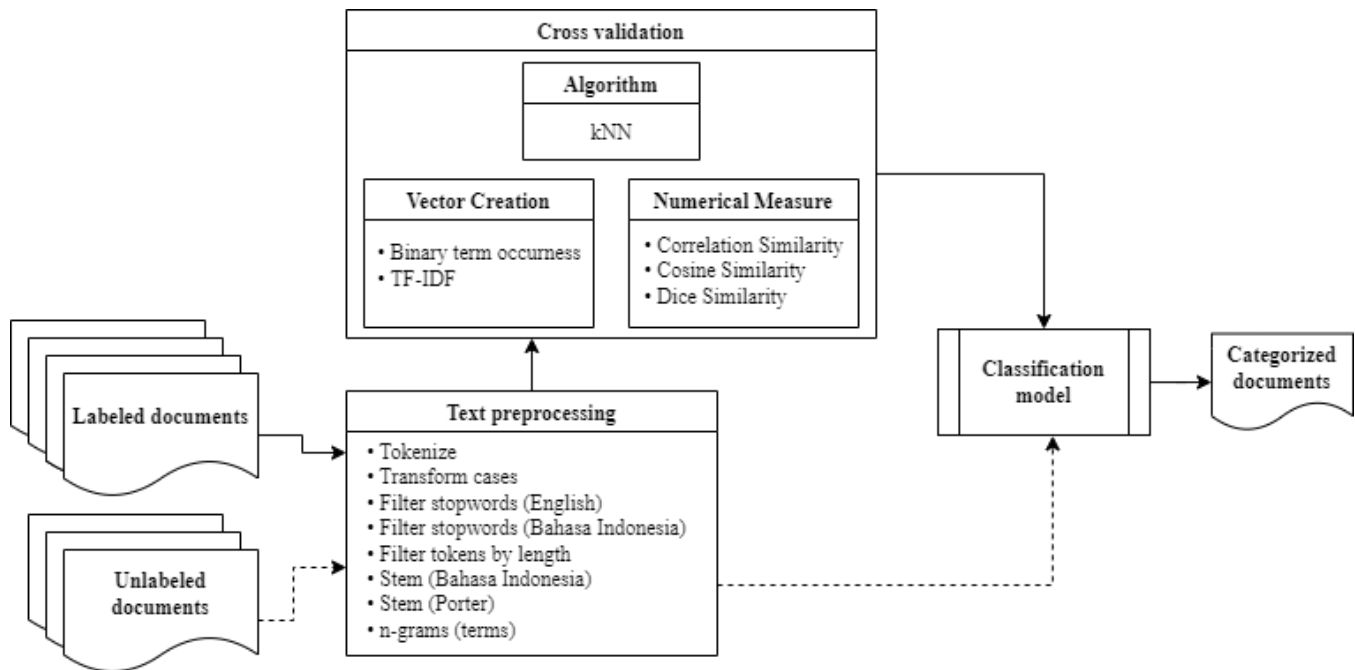 Cross validation
Algorithm
kNN
Vector Creation
• Binary term occurness
• TF-IDF
Numerical Measure
• Correlation Similarity
• Cosine Similarity
• Dice Similarity
Labeled documents
Unlabeled
documents
Text preprocessing
• Tokenize
• Transform cases
• Filter stopwords (English)
• Filter stopwords (Bahasa Indonesia)
• Filter tokens by length
• Stem (Bahasa Indonesia)
• Stem (Porter)
• n-grams (terms)
Classification
model
Categorized
documents